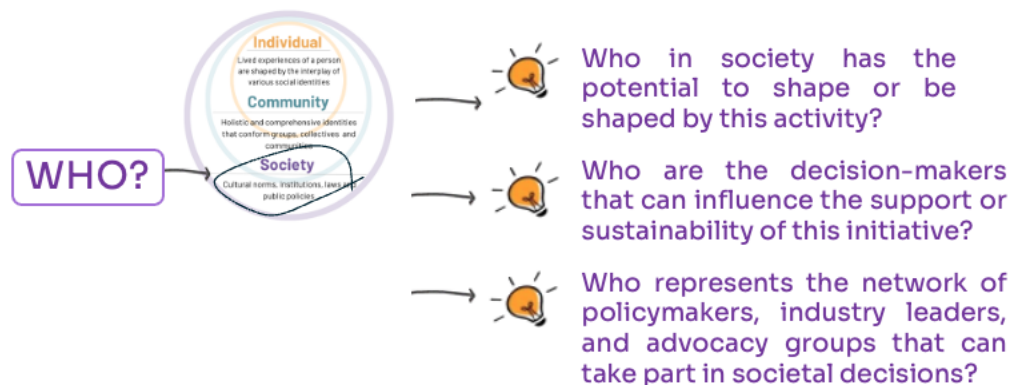 WHO?
Individual
Lived experiences of a person
are shaped by the interplay of
various social identities
Community
Holistic and comprehensive identities
that conform groups, collectives and
communities
Society
Cultural norms, institutions, laws and
public policies
Who in society has the
potential to shape or be
shaped by this activity?
Who are the decision-makers
that can influence the support or
sustainability of this initiative?
Who represents the network of
policymakers, industry leaders,
and advocacy groups that can
take part in societal decisions?